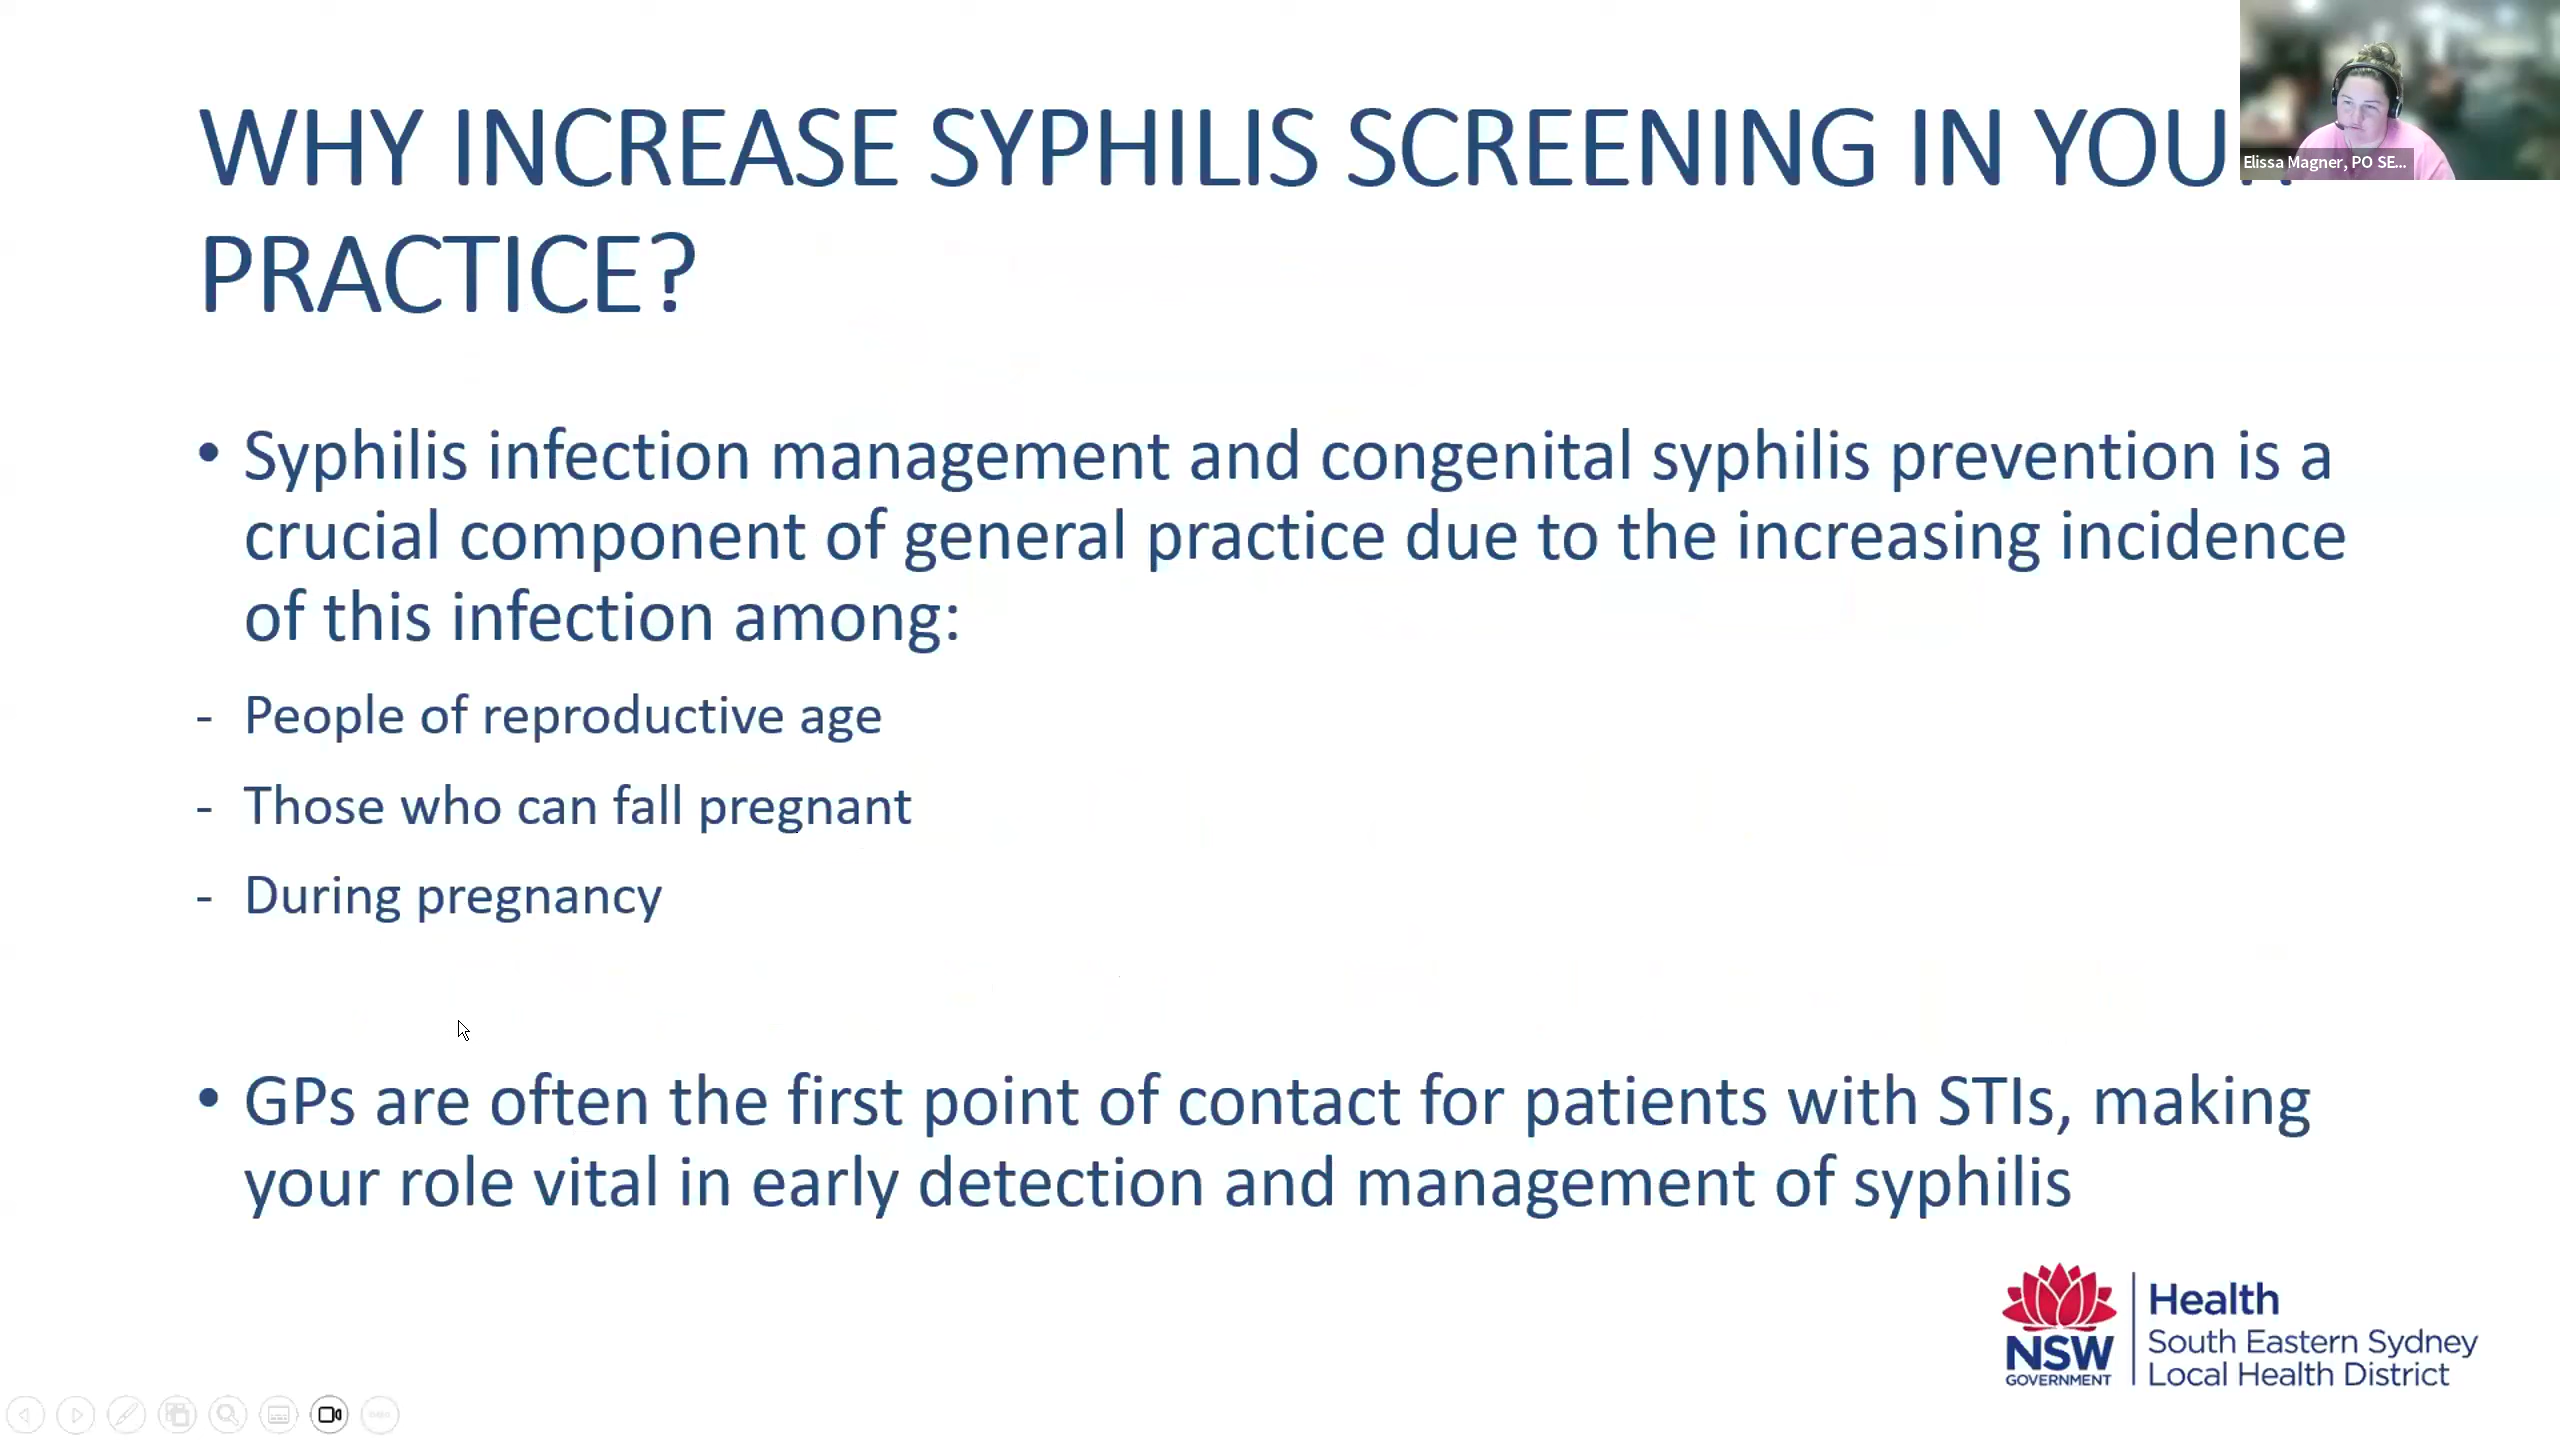 WHY INCREASE SYPHILIS SCREENING IN YOUR
PRACTICE?
Elissa Magner, PO SE...
• Syphilis infection management and congenital syphilis prevention is a
crucial component of general practice due to the increasing incidence
of this infection among:
- People of reproductive age
- Those who can fall pregnant
- During pregnancy
• GPs are often the first point of contact for patients with STIs, making
your role vital in early detection and management of syphilis
NSW
GOVERNMENT
Health
South Eastern Sydney
Local Health District